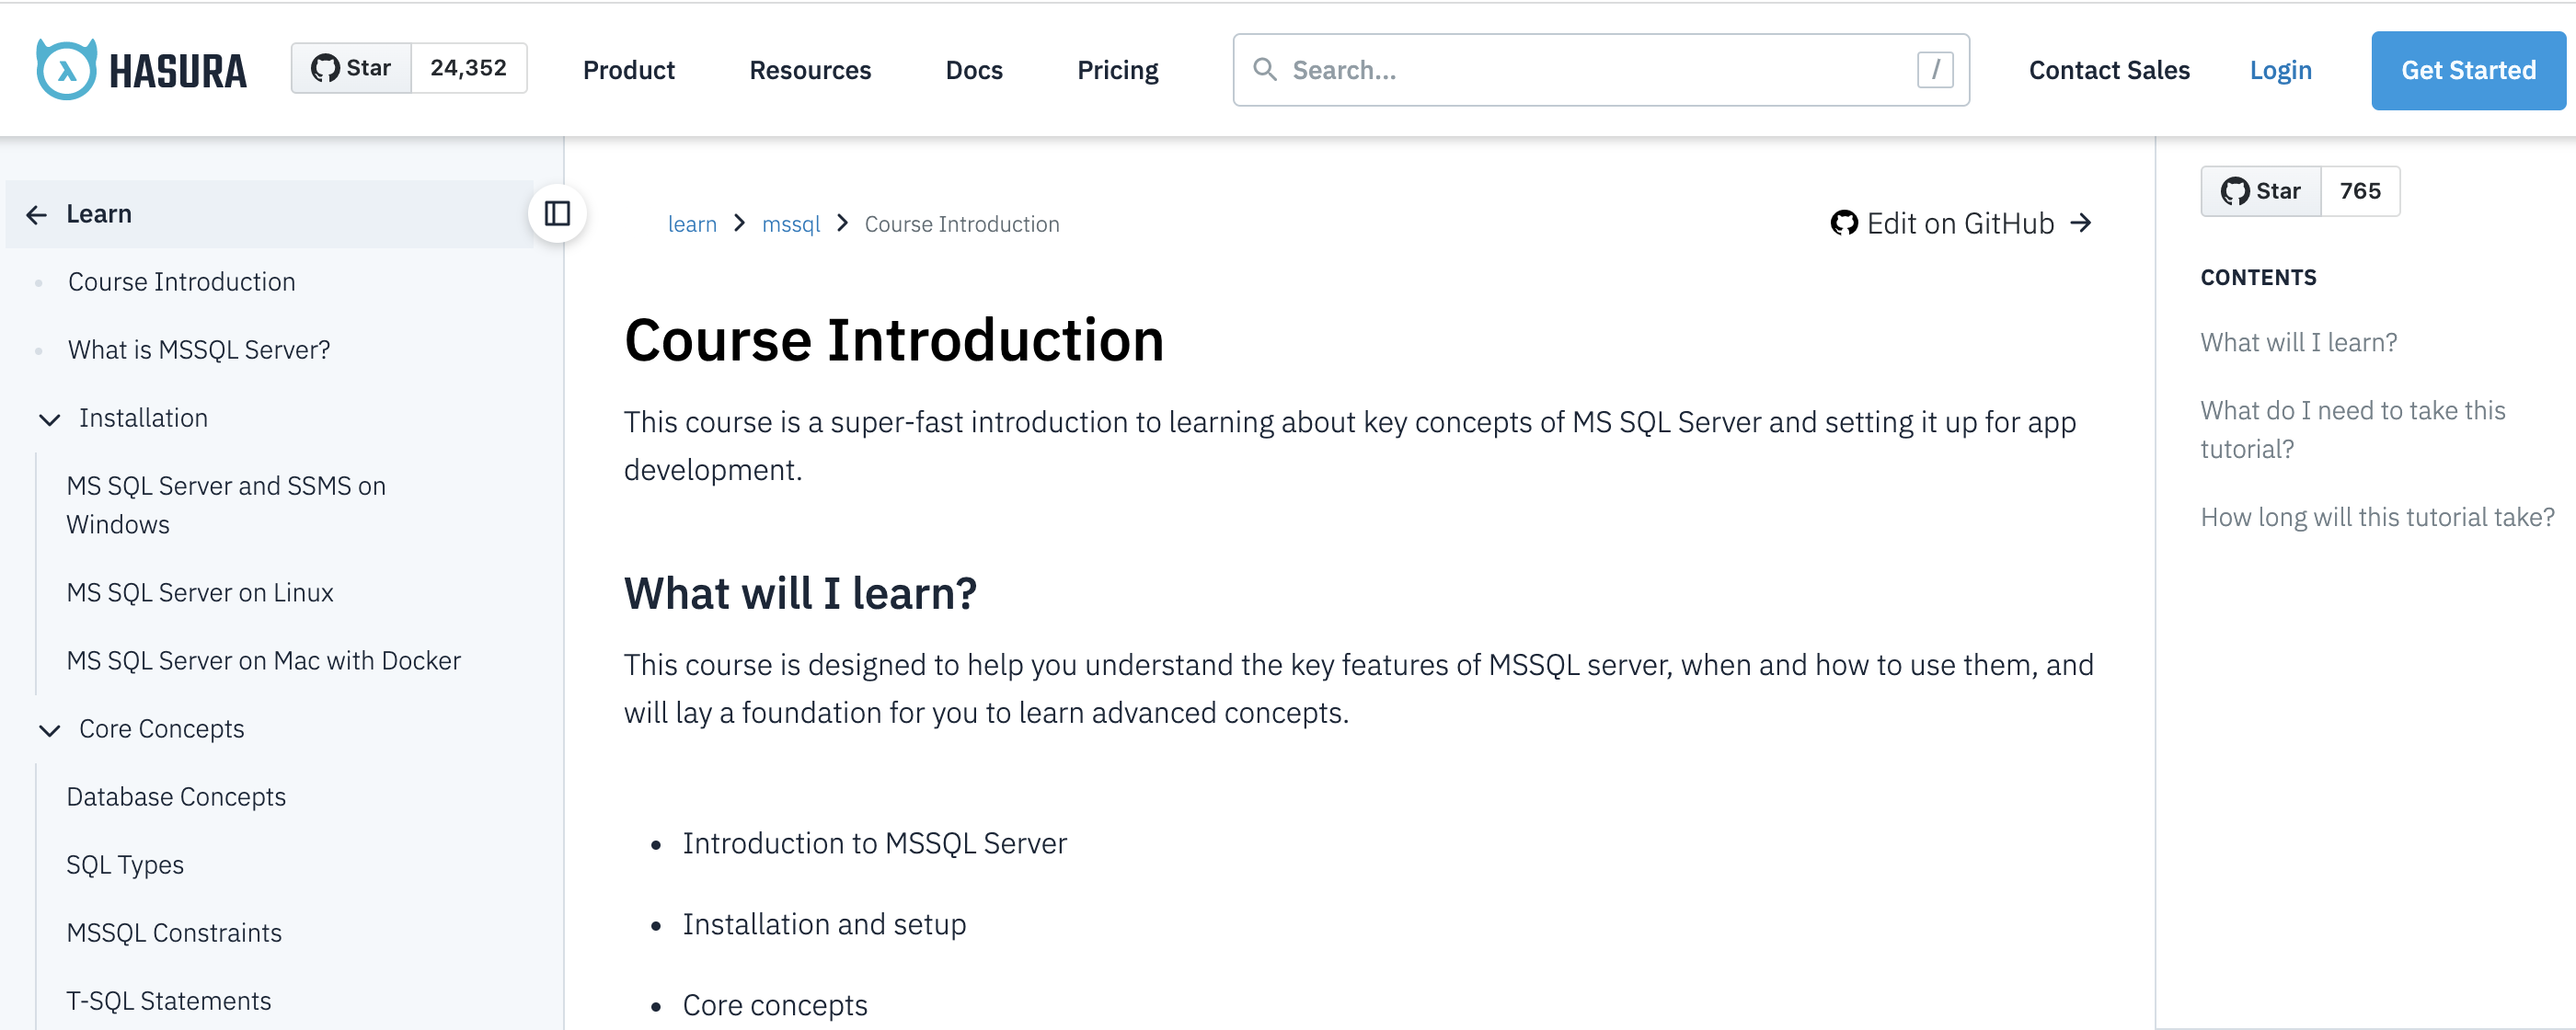 HASURA
Star 24,352
Product
Resources
Docs
Pricing
Search...
/
Contact Sales
Login
Get Started
Learn
Course Introduction
What is MSSQL Server?
Installation
MS SQL Server and SSMS on
Windows
MS SQL Server on Linux
MS SQL Server on Mac with Docker
Core Concepts
Database Concepts
SQL Types
MSSQL Constraints
T-SQL Statements
learn > mssql > Course Introduction
Edit on GitHub →
Course Introduction
This course is a super-fast introduction to learning about key concepts of MS SQL Server and setting it up for app
development.
What will I learn?
This course is designed to help you understand the key features of MSSQL server, when and how to use them, and
will lay a foundation for you to learn advanced concepts.
• Introduction to MSSQL Server
• Installation and setup
• Core concepts
Star 765
CONTENTS
What will I learn?
What do I need to take this
tutorial?
How long will this tutorial take?